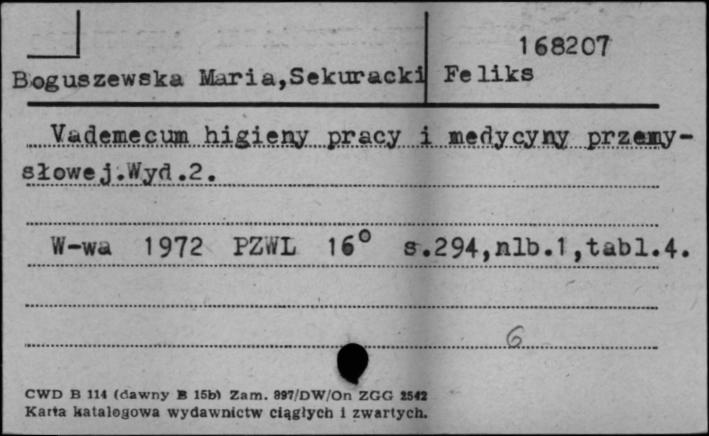 168207
Boguszewska Maria,Sekuracki Feliks
Vademecum higieny pracy i medycyny przemy-
słowej.Wyd.2.
W-wa 1972 PZWL 16° s.294,nlb.1,tabl.4.
6
CWD B 114 (dawny B 15b) Zam. 897/DW/On ZGG 2542
Karta katalogowa wydawnictw ciągłych i zwartych.